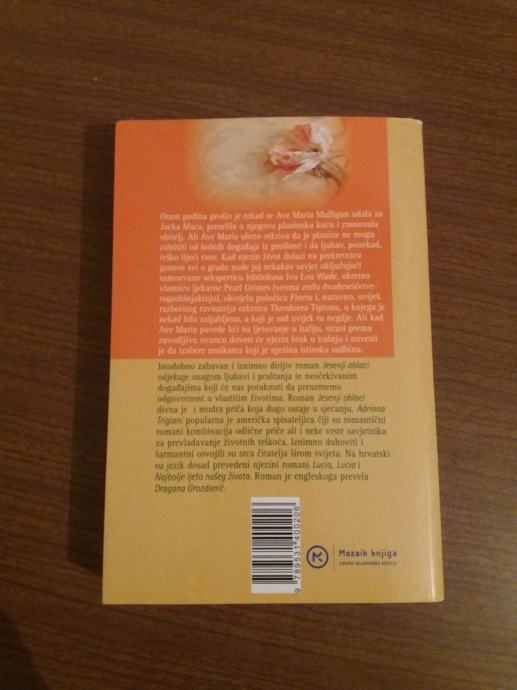 Osam godina prošlo je otkad se Ave Maria Mulligan udala za
Jacka Maca, preselila u njegovu planinsku kuću i zasnovala
obitelj. Ali Ave Maria ubrzo otkriva da je planine ne mogu
zaštititi od bolnih događaja iz prošlosti i da ljubav, ponekad,
teško liječi rane. Kad njezin život dolazi na prekretnicu
gotovo svi u gradu nude joj nekakav savjet uključujući
samozvanu seksperticu bibliobusa Ivu Lou Wade, okretnu
vlasnicu ljekarne Pearl Grimes (veoma zrelu dvadesetčetve-
rogodišnjakinju), okorjelu pušačicu Fleetu i, naravno, uvijek
razboritog ravnatelja orkestra Theodorea Tiptona, u kojega je
nekad bila zaljubljena, a koji je sad uvijek tu negdje. Ali kad
Ave Maria povede kći na ljetovanje u Italiju, strast prema
zavodljivu strancu dovest će njezin brak u kušnju i navesti
je da izabere muškarca koji je njezina istinska sudbina.
Istodobno zabavan i iznimno dirljiv roman Jesenji oblaci
odjekuje snagom ljubavi i praštanja te neočekivanim
događajima koji će nas potaknuti da preuzmemo
odgovornost u vlastitim životima. Roman Jesenji oblaci
divna je i mudra priča koja dugo ostaje u sjećanju. Adriana
Trigiani popularna je američka spisateljica čiji su romantični
romani kombinacija odlične priče ali i neke vrste savjetnika
za prevladavanje životnih teškoća. Iznimno duhoviti i
šarmantni osvojili su srca čitatelja širom svijeta. Na hrvatski
su jezik dosad prevedeni njezini romani Lucia, Lucia i
Najbolje ljeto našeg života. Roman je engleskoga prevela
Dragana Grozdanić.
9 789531 400206
Mozaik knjiga
GRUPA MLADINSKA KNJIGA